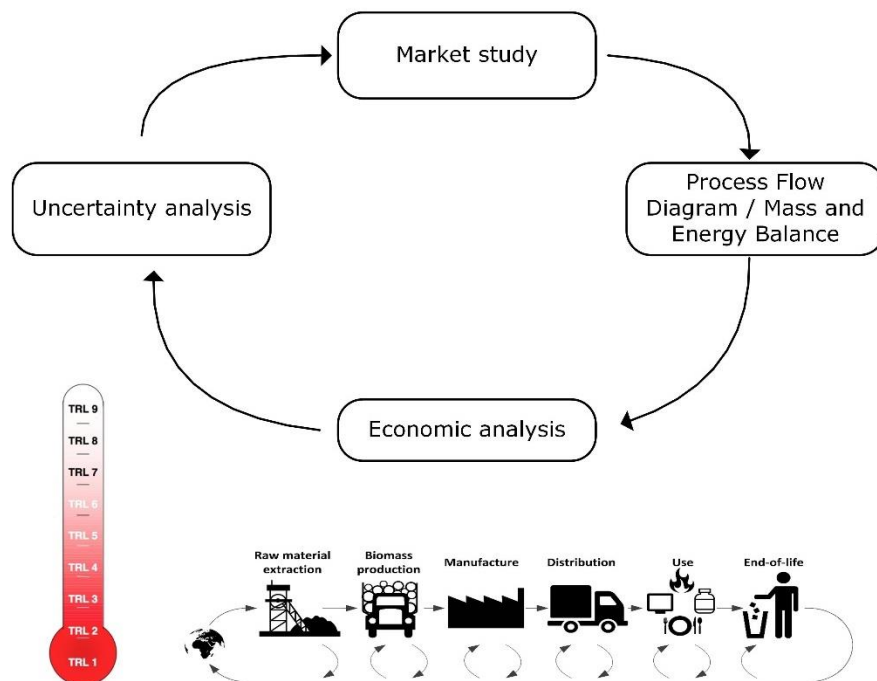 Market study
Uncertainty analysis
Process Flow
Diagram / Mass and
Energy Balance
Economic analysis
TRL 9
TRL 8
TRL 7
TRL 6
TRL 5
TRL 4
TRL 3
TRL 2
TRL 1
Raw material
extraction
Biomass
production
Manufacture
Distribution
Use
End-of-life